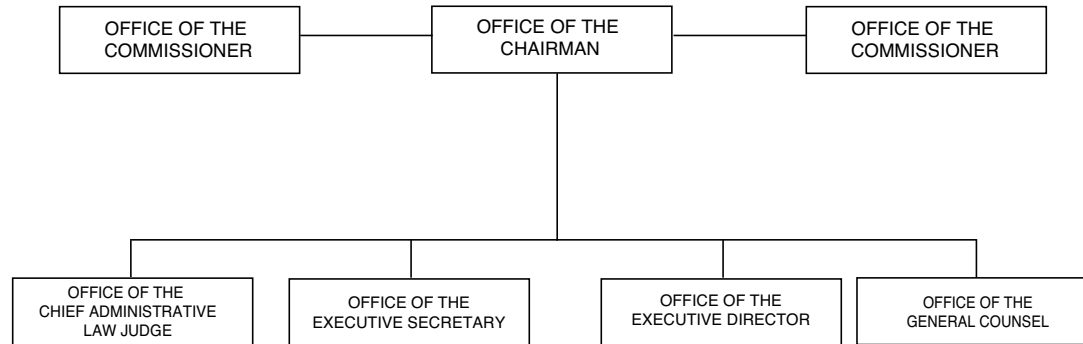 OFFICE OF THE
COMMISSIONER
OFFICE OF THE
CHAIRMAN
OFFICE OF THE
COMMISSIONER
OFFICE OF THE
CHIEF ADMINISTRATIVE
LAW JUDGE
OFFICE OF THE
EXECUTIVE SECRETARY
OFFICE OF THE
EXECUTIVE DIRECTOR
OFFICE OF THE
GENERAL COUNSEL